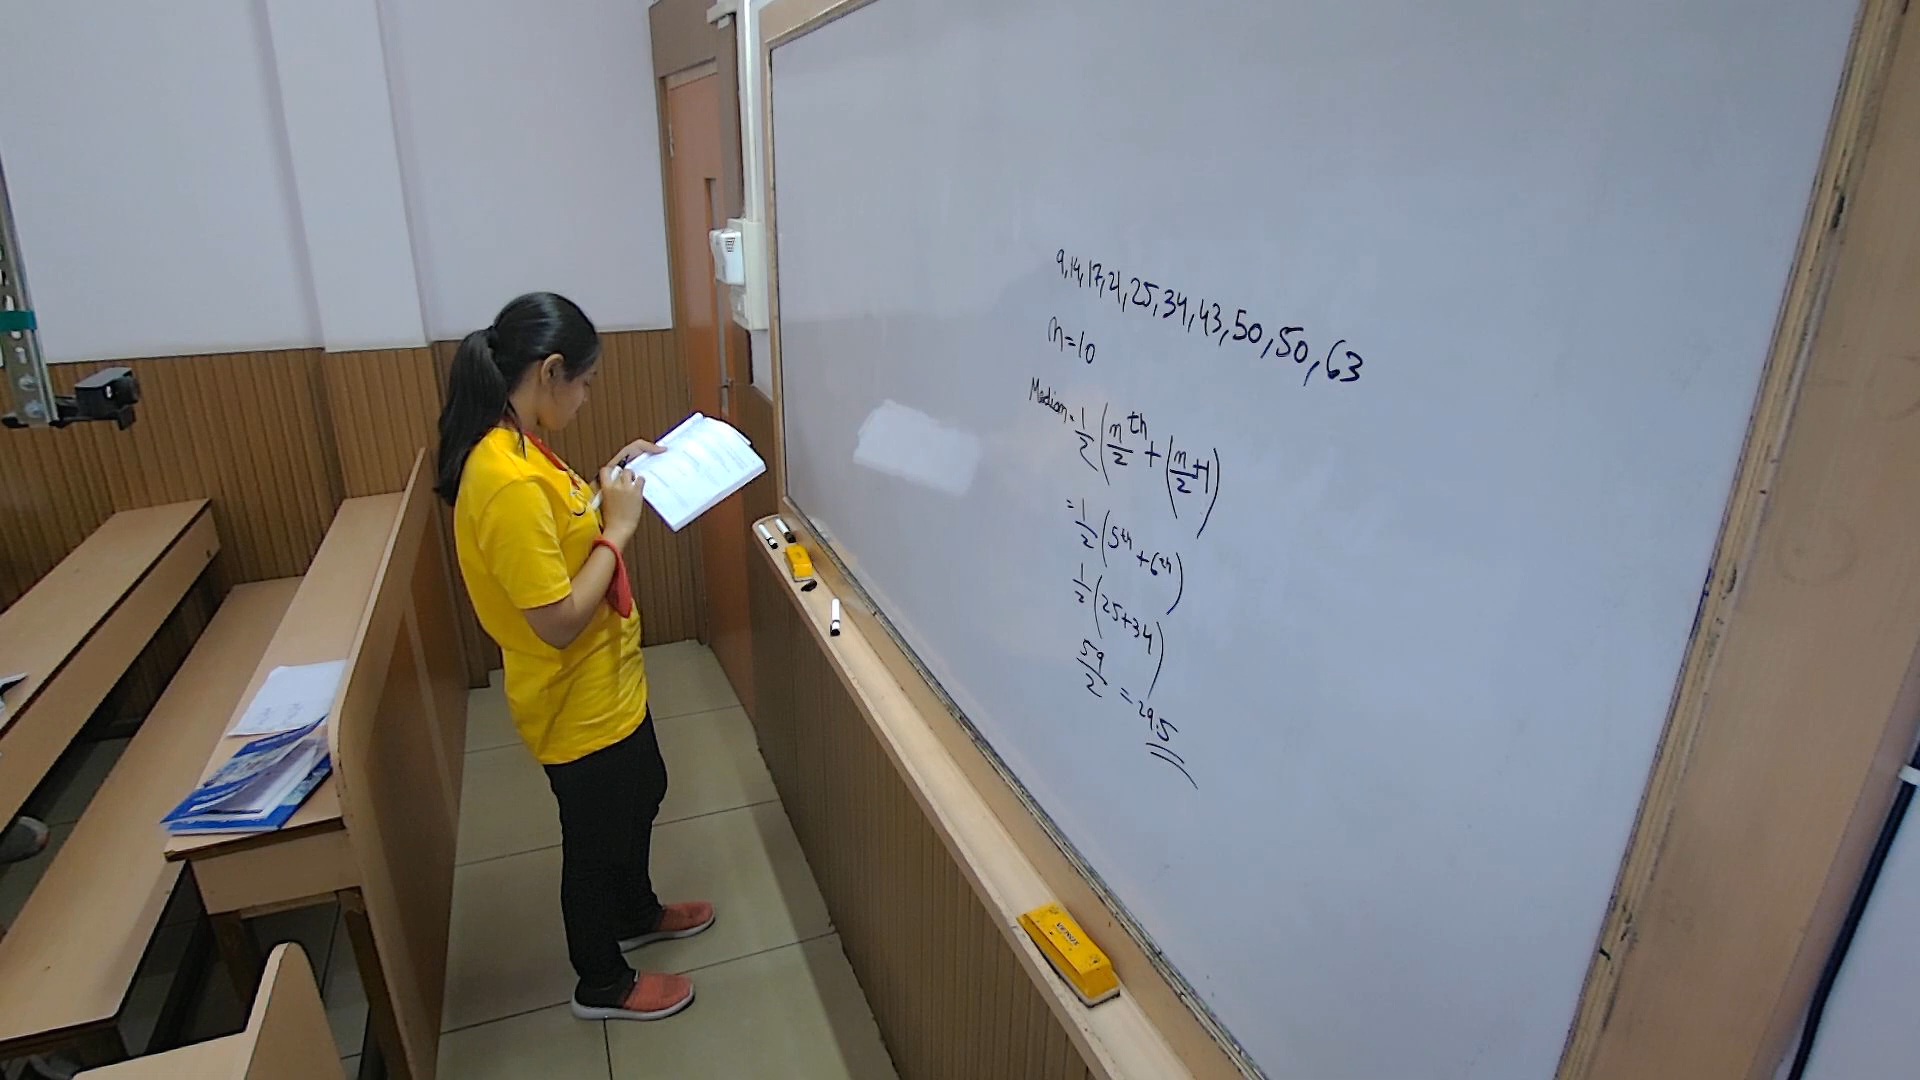 9, 14, 17, 21, 25, 34, 43, 50, 50, 63
n=10
Median = 1/2 (n/2 th + (n/2 +1)
= 1/2 (5th + 6th)
1/2 (25+34)
59/2 = 29.5